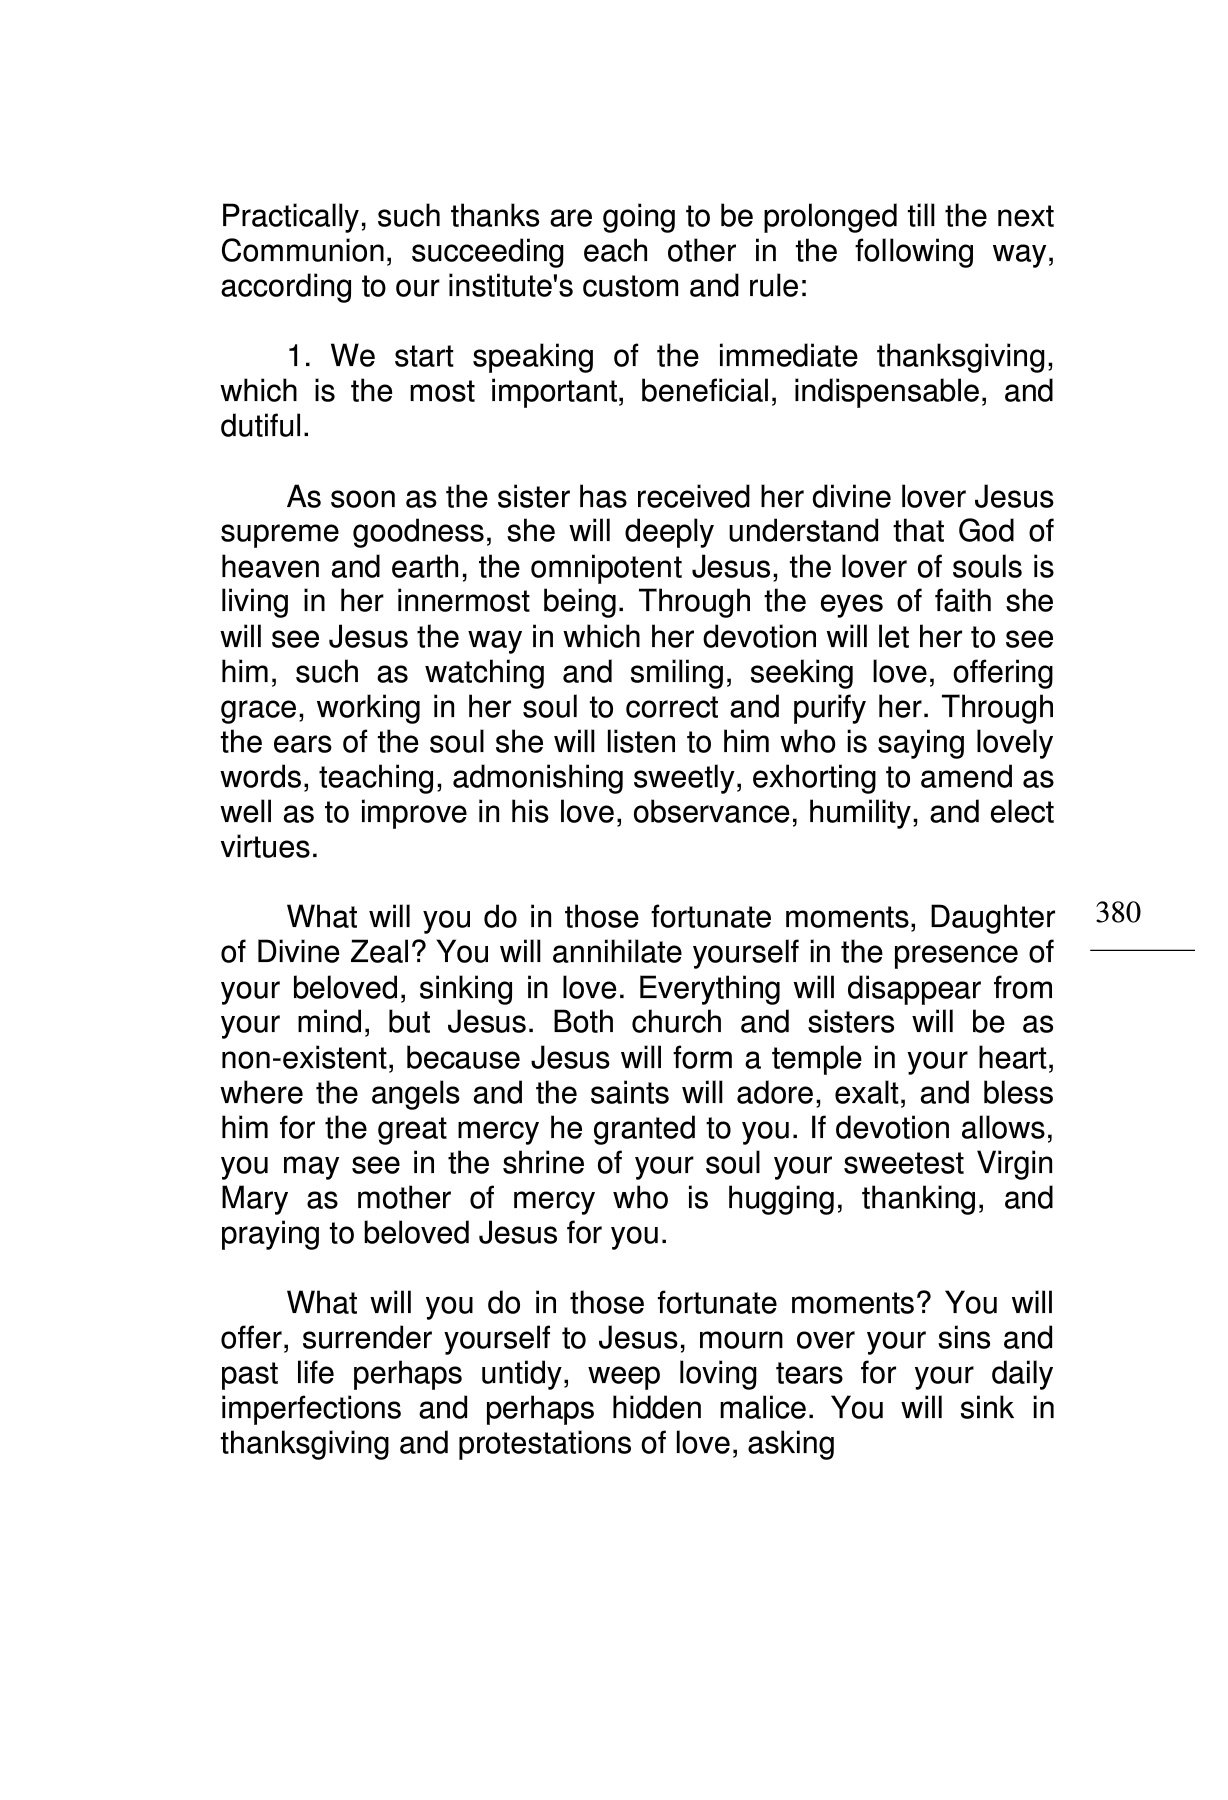 Practically, such thanks are going to be prolonged till the next
Communion, succeeding each other in the following way,
according to our institute's custom and rule:
1. We start speaking of the immediate thanksgiving,
which is the most important, beneficial, indispensable, and
dutiful.
As soon as the sister has received her divine lover Jesus
supreme goodness, she will deeply understand that God of
heaven and earth, the omnipotent Jesus, the lover of souls is
living in her innermost being. Through the eyes of faith she
will see Jesus the way in which her devotion will let her to see
him, such as watching and smiling, seeking love, offering
grace, working in her soul to correct and purify her. Through
the ears of the soul she will listen to him who is saying lovely
words, teaching, admonishing sweetly, exhorting to amend as
well as to improve in his love, observance, humility, and elect
virtues.
What will you do in those fortunate moments, Daughter
of Divine Zeal? You will annihilate yourself in the presence of
your beloved, sinking in love. Everything will disappear from
your mind, but Jesus. Both church and sisters will be as
non-existent, because Jesus will form a temple in your heart,
where the angels and the saints will adore, exalt, and bless
him for the great mercy he granted to you. If devotion allows,
you may see in the shrine of your soul your sweetest Virgin
Mary as mother of mercy who is hugging, thanking, and
praying to beloved Jesus for you.
What will you do in those fortunate moments? You will
offer, surrender yourself to Jesus, mourn over your sins and
past life perhaps untidy, weep loving tears for your daily
imperfections and perhaps hidden malice. You will sink in
thanksgiving and protestations of love, asking
380